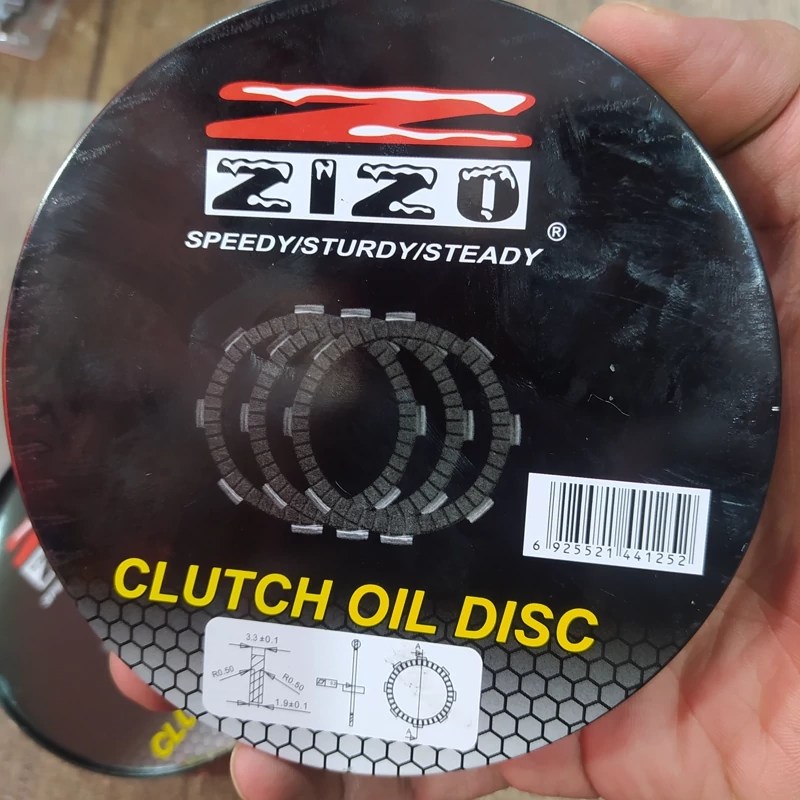 ZIZO
®
SPEEDY/STURDY/STEADY
6 925521 441252
CLUTCH OIL DISC
3.3±0.1
R0.50
R0.50
1.9±0.1
A
A
CLU